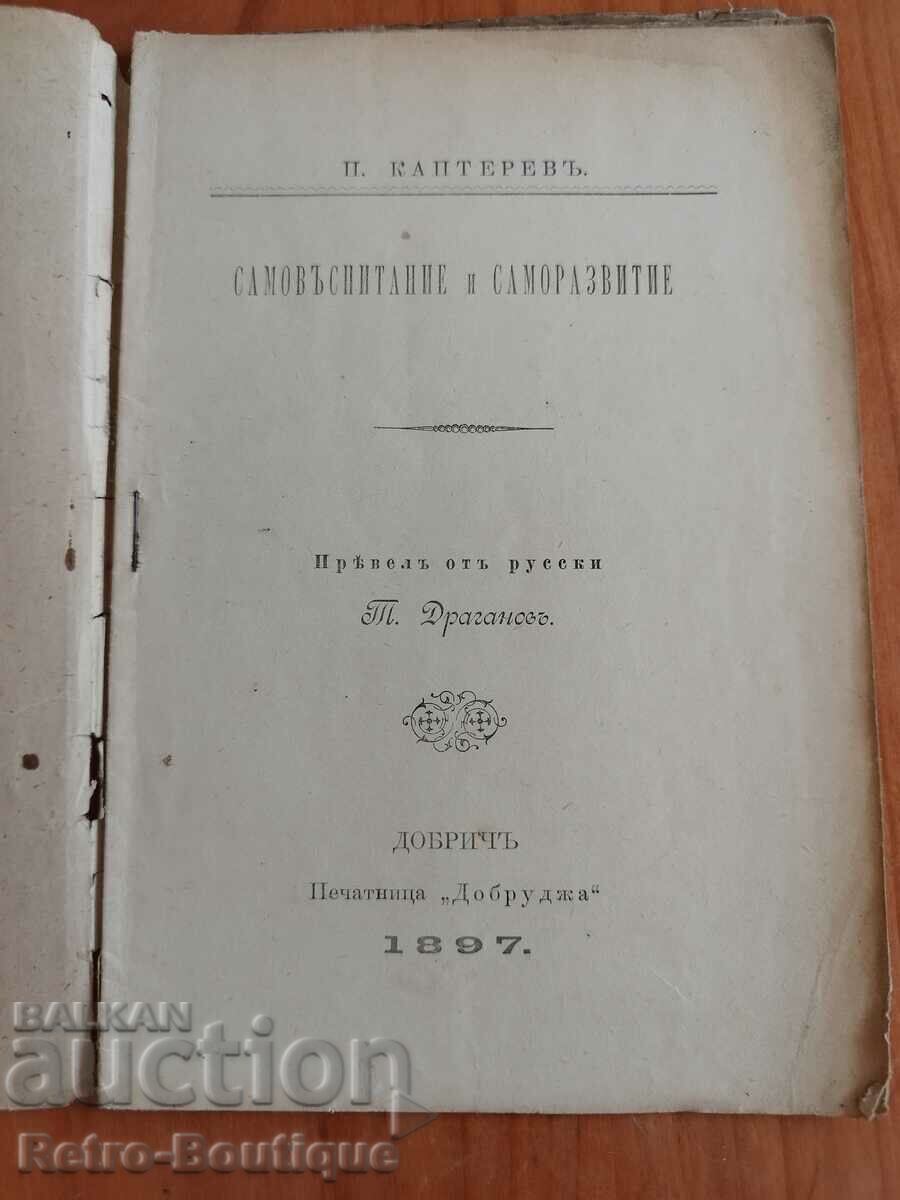 П. КАПТЕРЕВЪ.
САМОВЪСПИТАНИЕ и САМОРАЗВИТИЕ
Прѣвелъ отъ русски
Т. Драгановъ.
ДОБРИЧЪ
Печатница „Добруджа“
1897.
BALKAN
auction
Retro-Boutique